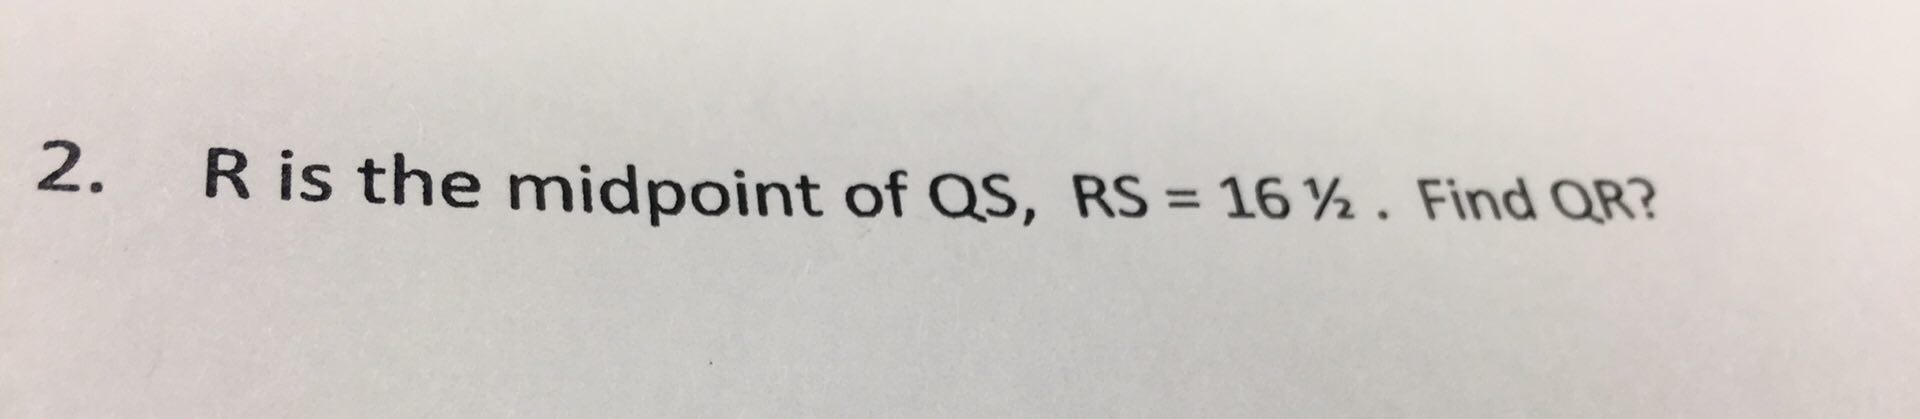 2. R is the midpoint of QS, RS = 16 ½ . Find QR?